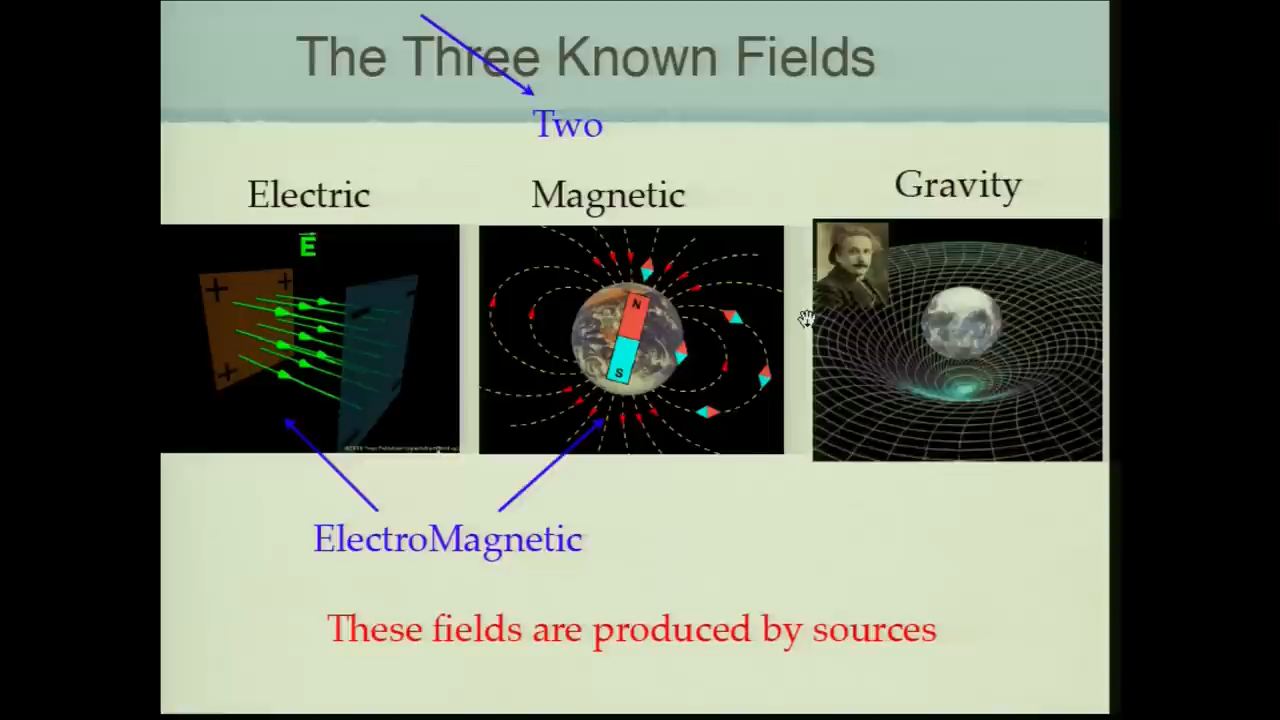 The Three Known Fields
Two
Electric
Magnetic
Gravity
E
+ +
+
N
S
ElectroMagnetic
These fields are produced by sources